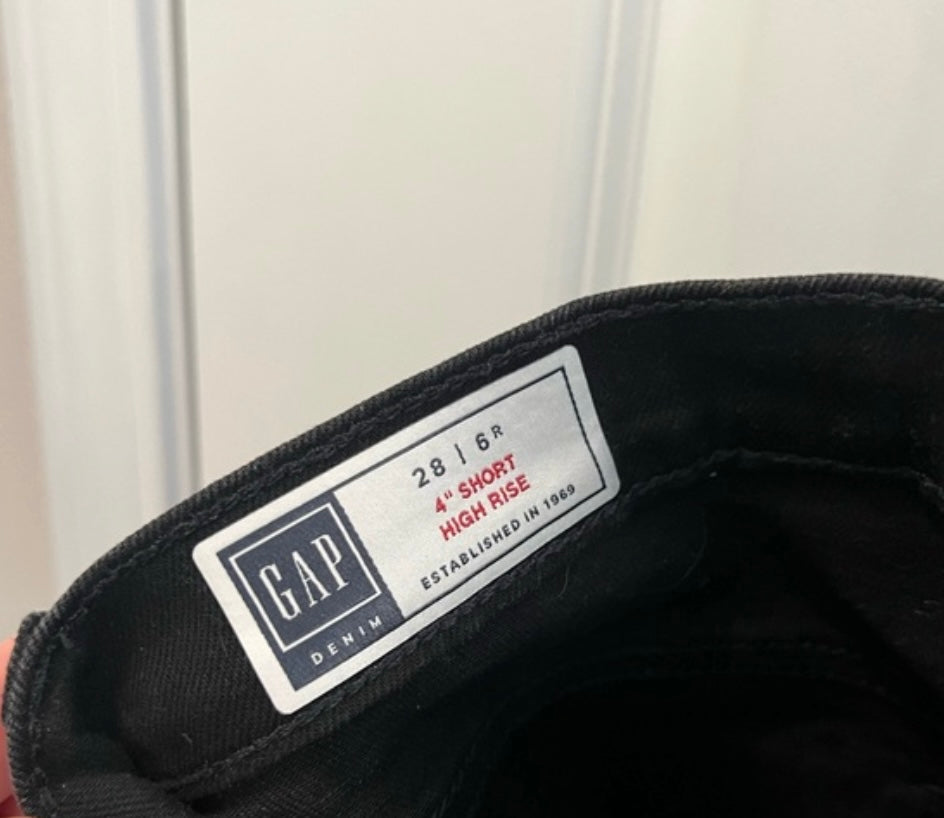 GAP
DENIM
28 | 6R
4" SHORT
HIGH RISE
ESTABLISHED IN 1969